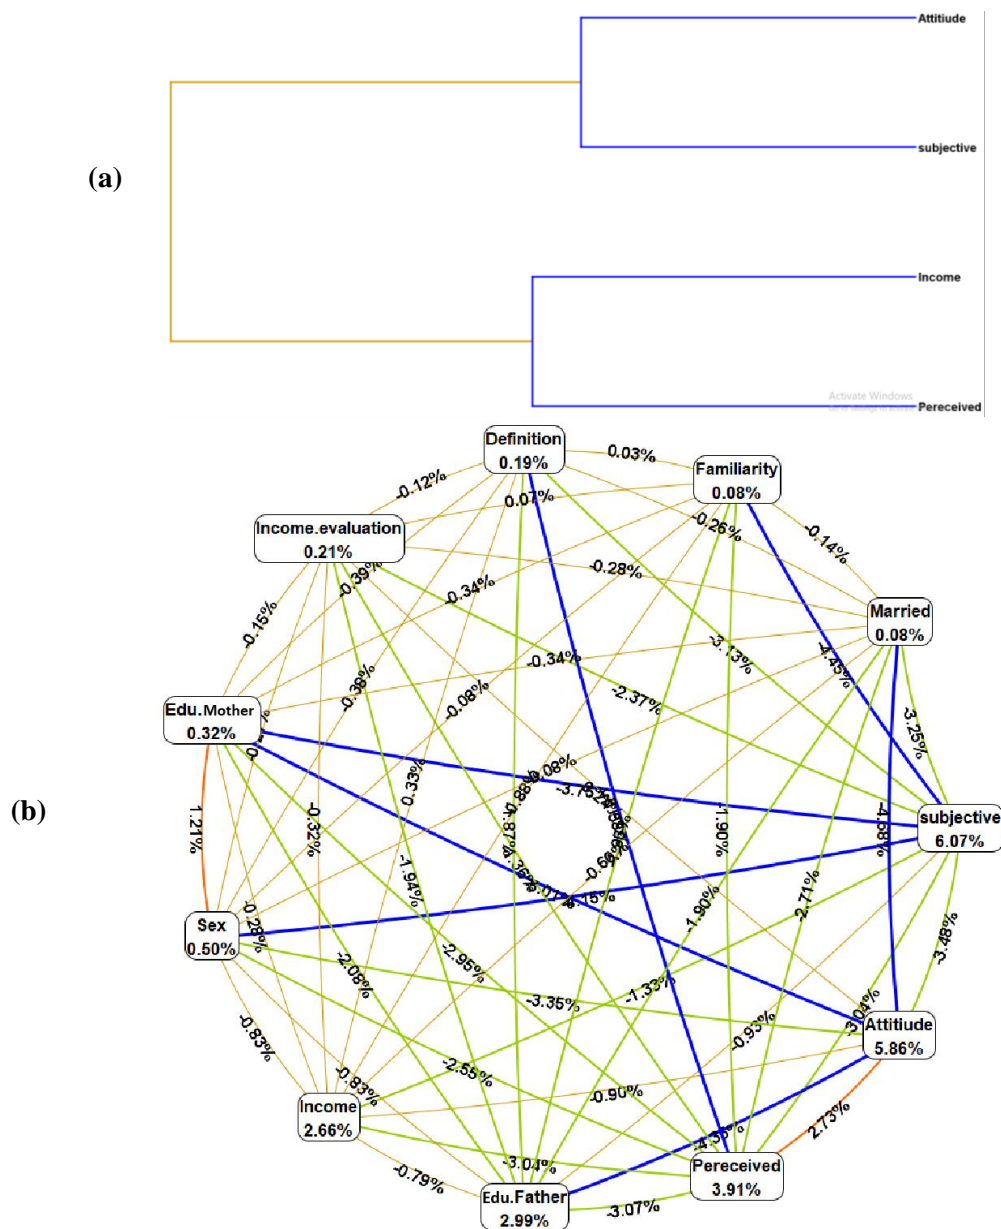 Attitiude
(a)
subjective
Income
Activate Windows
Pereceived
Definition
0.19%
0.03%
Familiarity
0.08%
-0.12%
0.07%
-0.26%
-0.14%
Income.evaluation
0.21%
-0.39%
-0.34%
-0.28%
Married
0.08%
-0.15%
-0.38%
-0.08%
-0.34%
-3.13%
-4.45%
-2.37%
-3.25%
Edu.Mother
0.32%
0.33%
-0.32%
-1.90%
-4.68%
(b)
1.21%
subjective
6.07%
-1.94%
-1.90%
-2.71%
Sex
0.50%
-0.28%
-2.08%
-2.95%
-3.35%
-1.33%
-3.48%
-3.04%
-0.93%
Attitiude
5.86%
-0.83%
-0.83%
-2.55%
-0.90%
2.73%
Income
2.66%
-0.79%
-3.04%
-4.33%
Pereceived
3.91%
Edu.Father
2.99%
-3.07%